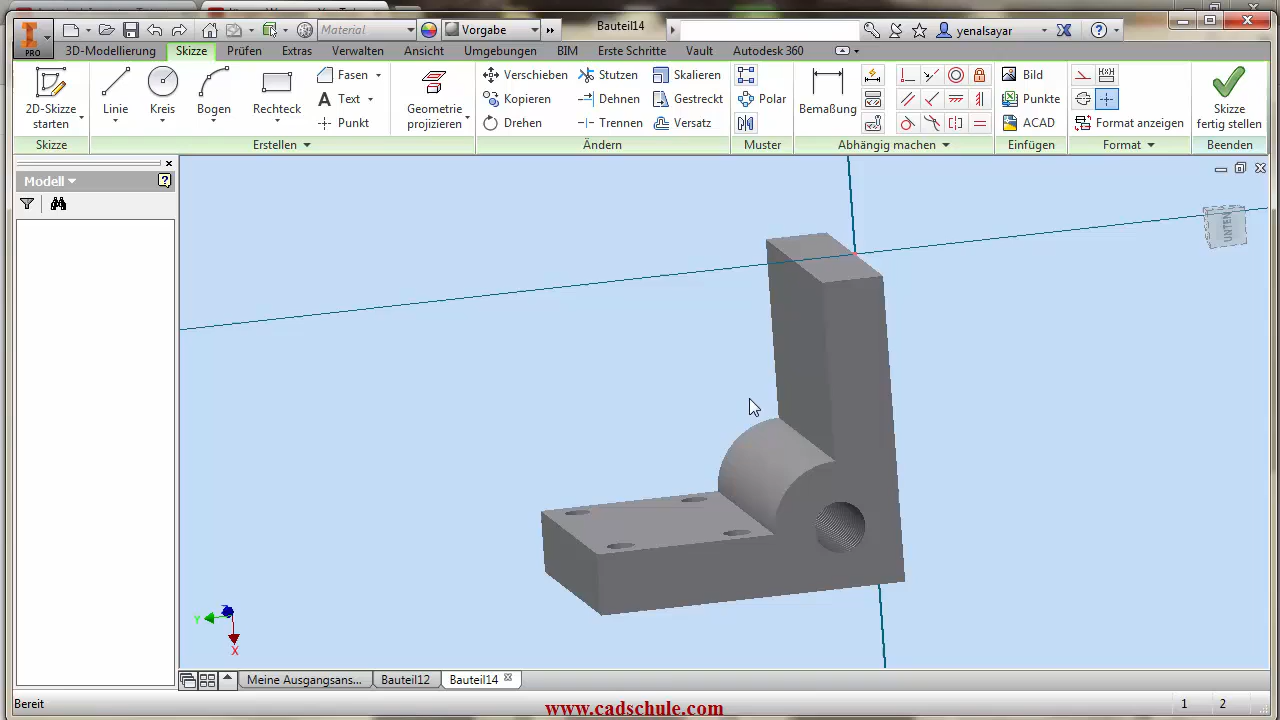 Material
Vorgabe
Bauteil14
yenalsayar
PRO
3D-Modellierung
Skizze
Prüfen
Extras
Verwalten
Ansicht
Umgebungen
BIM
Erste Schritte
Vault
Autodesk 360
2D-Skizze
starten
Linie
Kreis
Bogen
Rechteck
Fasen
Text
Punkt
Geometrie
projizieren
Verschieben
Kopieren
Drehen
Stutzen
Dehnen
Trennen
Skalieren
Gestreckt
Versatz
Polar
Bemaßung
Bild
Punkte
ACAD
Format anzeigen
Skizze
fertig stellen
Skizze
Erstellen
Ändern
Muster
Abhängig machen
Einfügen
Format
Beenden
Modell
UNTEN
Y
Z
X
Meine Ausgangsans...
Bauteil12
Bauteil14
Bereit
1
2
www.cadschule.com